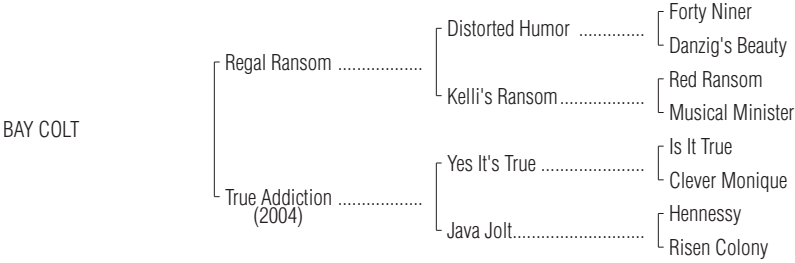 Forty Niner
Distorted Humor ..............
Danzig's Beauty
Regal Ransom ..................
Red Ransom
Kelli's Ransom ..................
Musical Minister
BAY COLT
Is It True
Yes It's True ......................
Clever Monique
True Addiction ..................
(2004)
Hennessy
Java Jolt............................
Risen Colony